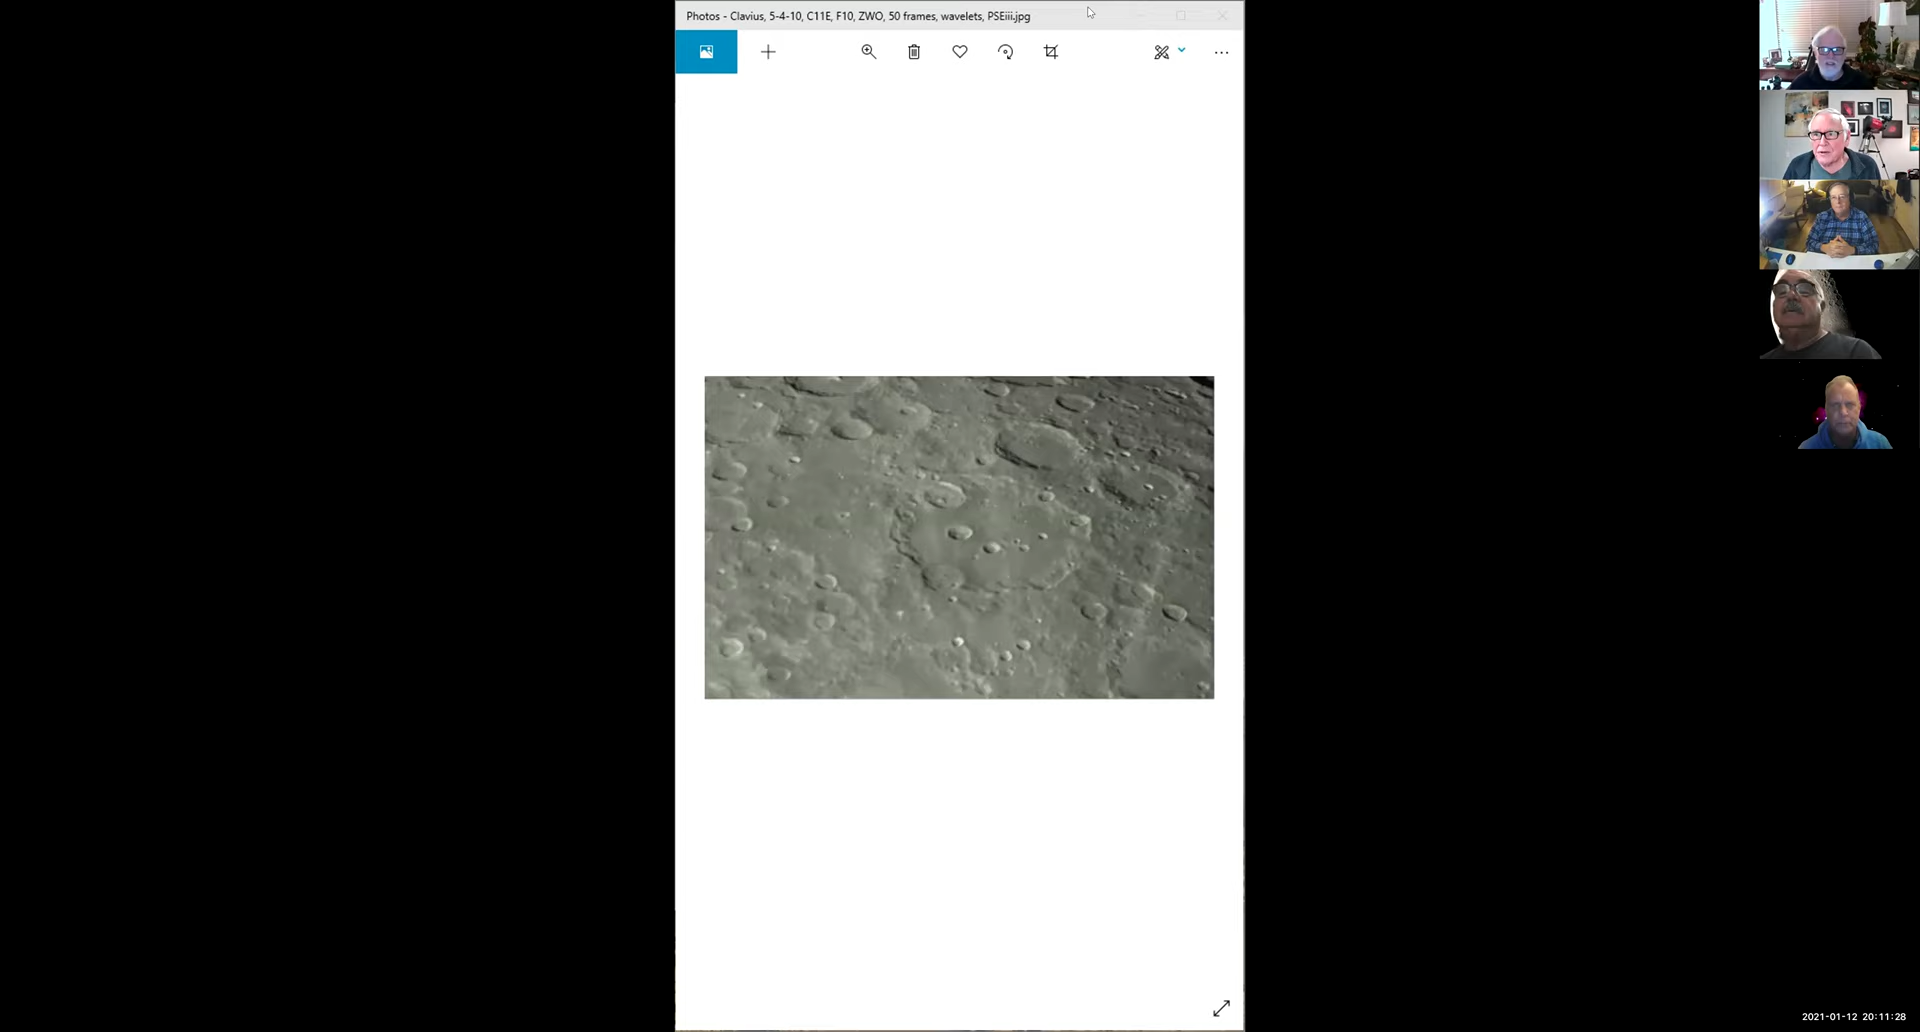 Photos - Clavius, 5-4-10, C11E, F10, ZWO, 50 frames, wavelets, PSEiii.jpg
2021-01-12 20:11:28